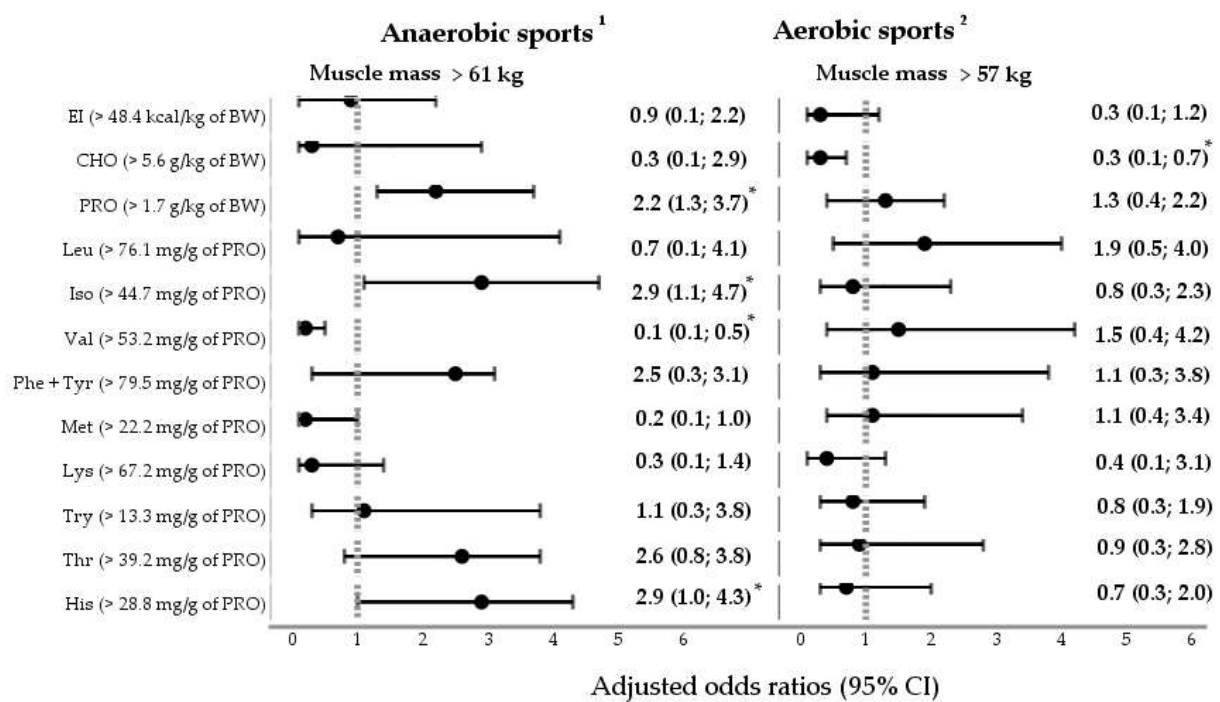 Anaerobic sports 1 Aerobic sports 2
Muscle mass > 61 kg Muscle mass > 57 kg
EI (> 48.4 kcal/kg of BW) 0.9 (0.1; 2.2) 0.3 (0.1; 1.2)
CHO (> 5.6 g/kg of BW) 0.3 (0.1; 2.9) 0.3 (0.1; 0.7)*
PRO (> 1.7 g/kg of BW) 2.2 (1.3; 3.7)* 1.3 (0.4; 2.2)
Leu (> 76.1 mg/g of PRO) 0.7 (0.1; 4.1) 1.9 (0.5; 4.0)
Iso (> 44.7 mg/g of PRO) 2.9 (1.1; 4.7)* 0.8 (0.3; 2.3)
Val (> 53.2 mg/g of PRO) 0.1 (0.1; 0.5)* 1.5 (0.4; 4.2)
Phe + Tyr (> 79.5 mg/g of PRO) 2.5 (0.3; 3.1) 1.1 (0.3; 3.8)
Met (> 22.2 mg/g of PRO) 0.2 (0.1; 1.0) 1.1 (0.4; 3.4)
Lys (> 67.2 mg/g of PRO) 0.3 (0.1; 1.4) 0.4 (0.1; 3.1)
Try (> 13.3 mg/g of PRO) 1.1 (0.3; 3.8) 0.8 (0.3; 1.9)
Thr (> 39.2 mg/g of PRO) 2.6 (0.8; 3.8) 0.9 (0.3; 2.8)
His (> 28.8 mg/g of PRO) 2.9 (1.0; 4.3)* 0.7 (0.3; 2.0)
0 1 2 3 4 5 6 0 1 2 3 4 5 6
Adjusted odds ratios (95% CI)